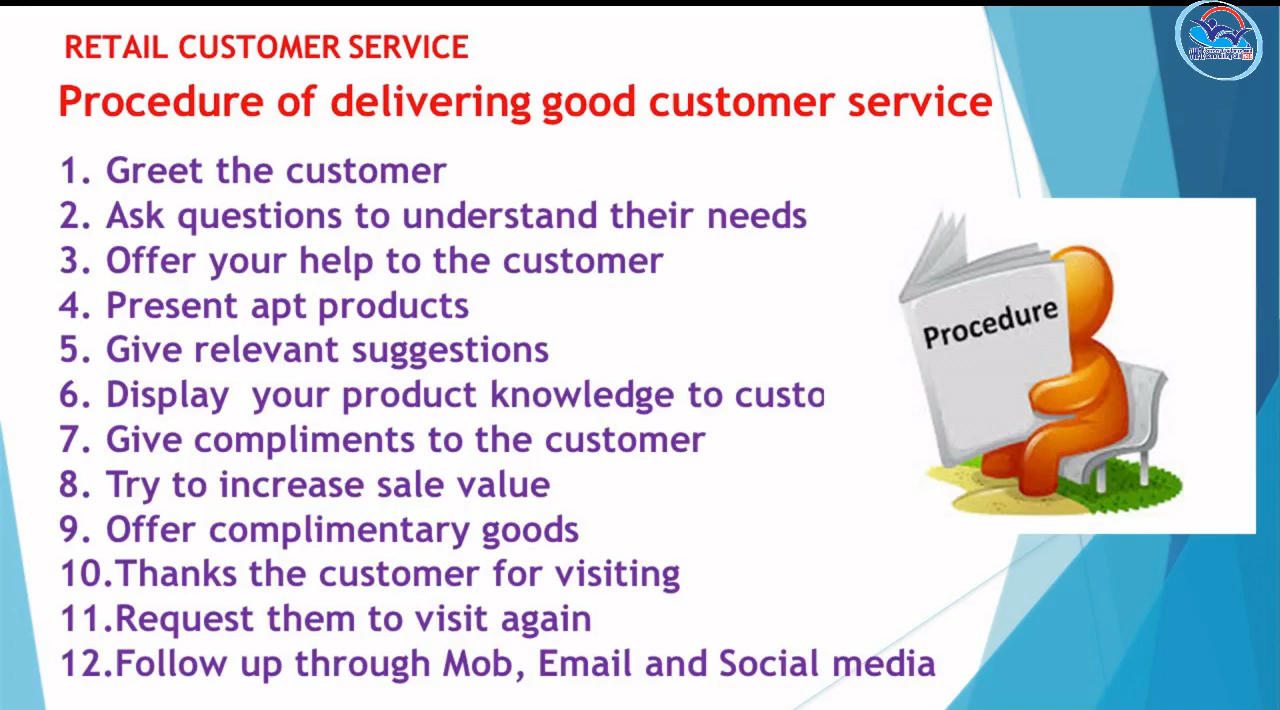 RETAIL CUSTOMER SERVICE
Procedure of delivering good customer service
1. Greet the customer
2. Ask questions to understand their needs
3. Offer your help to the customer
4. Present apt products
5. Give relevant suggestions
6. Display  your product knowledge to custo
7. Give compliments to the customer
8. Try to increase sale value
9. Offer complimentary goods
10.Thanks the customer for visiting
11.Request them to visit again
12.Follow up through Mob, Email and Social media
Procedure